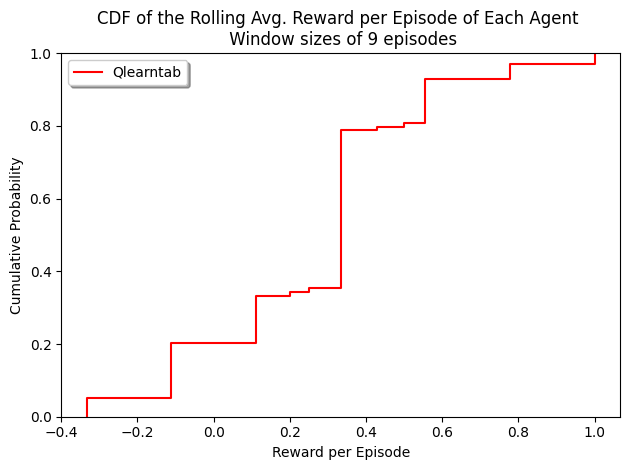 CDF of the Rolling Avg. Reward per Episode of Each Agent
Window sizes of 9 episodes
Qlearntab
Cumulative Probability
1.0
0.8
0.6
0.4
0.2
0.0
−0.4 −0.2 0.0 0.2 0.4 0.6 0.8 1.0
Reward per Episode